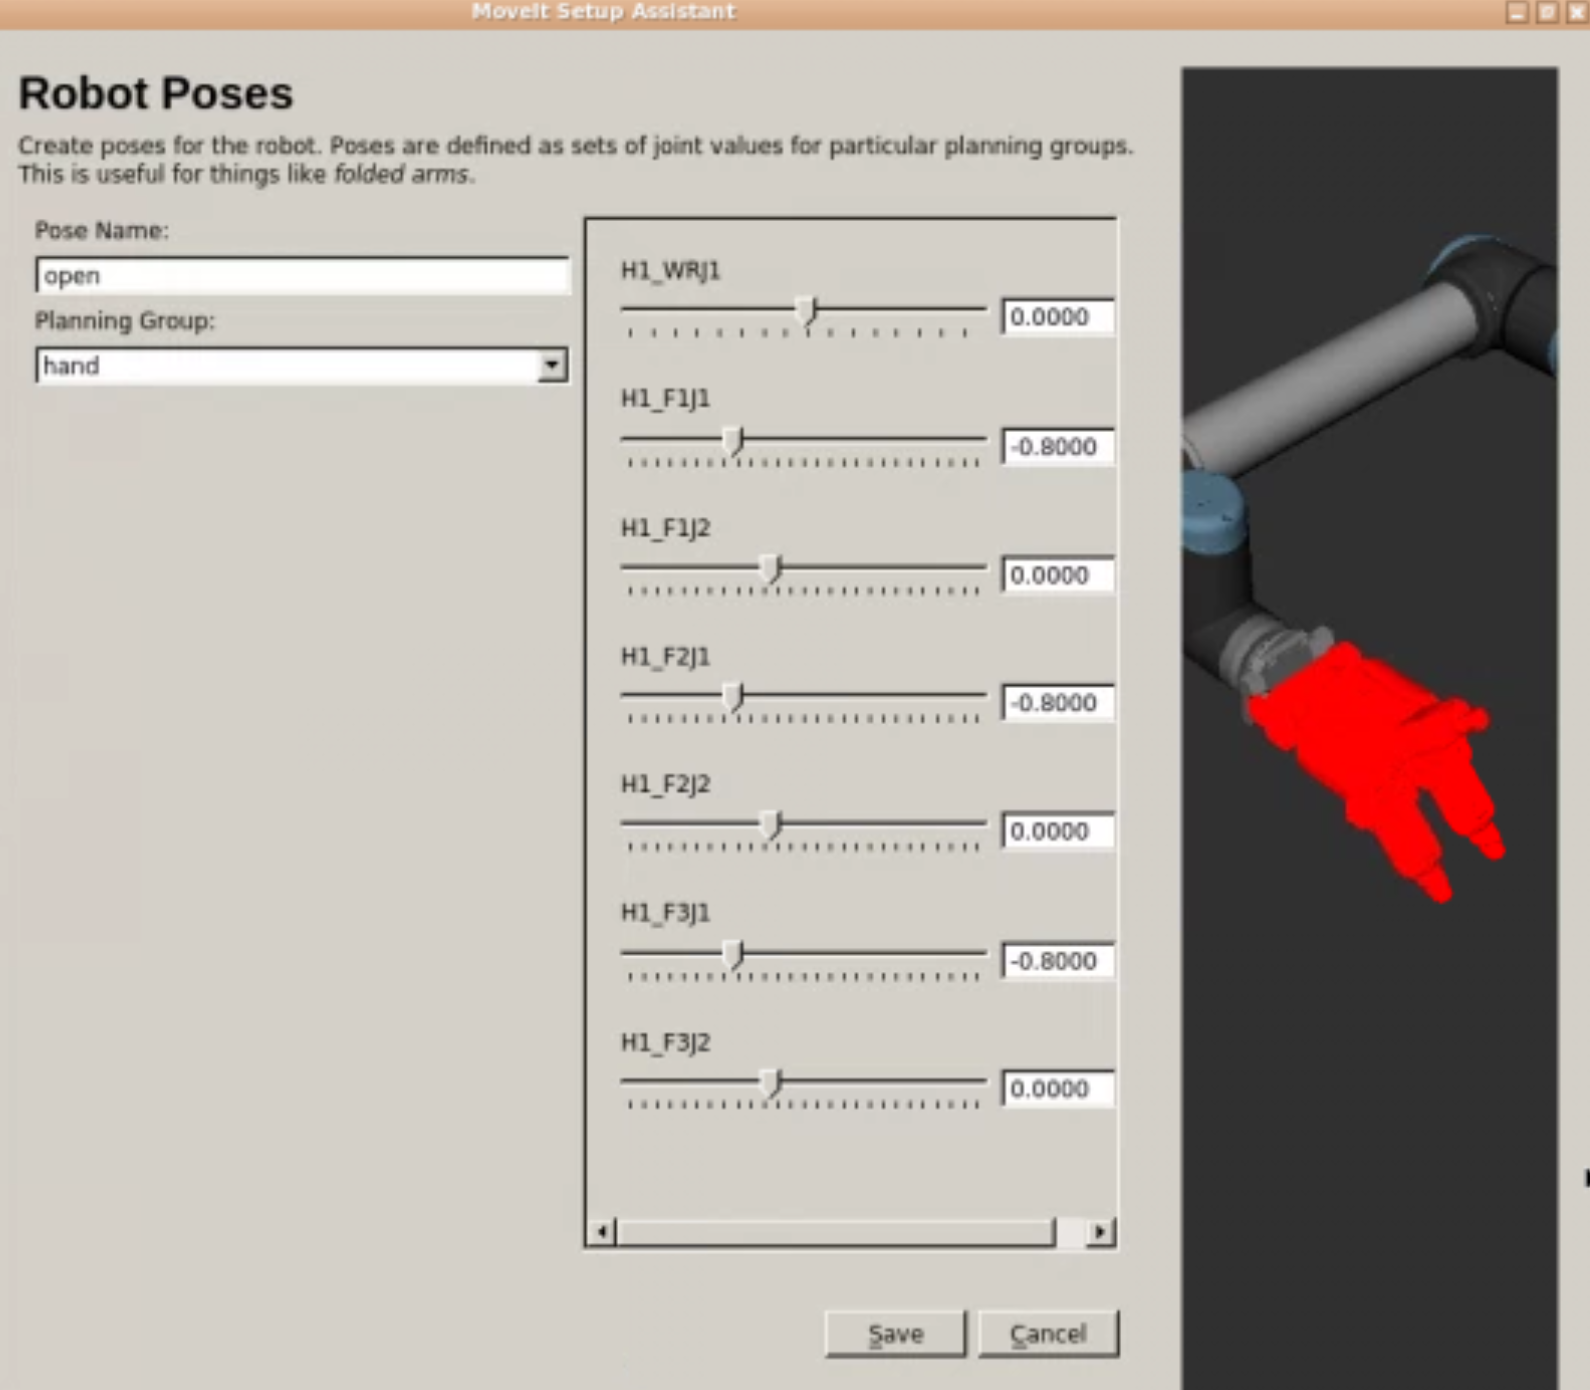 MoveIt Setup Assistant
Robot Poses
Create poses for the robot. Poses are defined as sets of joint values for particular planning groups.
This is useful for things like folded arms.
Pose Name:
open
Planning Group:
hand
H1_WRJ1
0.0000
H1_F1J1
-0.8000
H1_F1J2
0.0000
H1_F2J1
-0.8000
H1_F2J2
0.0000
H1_F3J1
-0.8000
H1_F3J2
0.0000
Save
Cancel